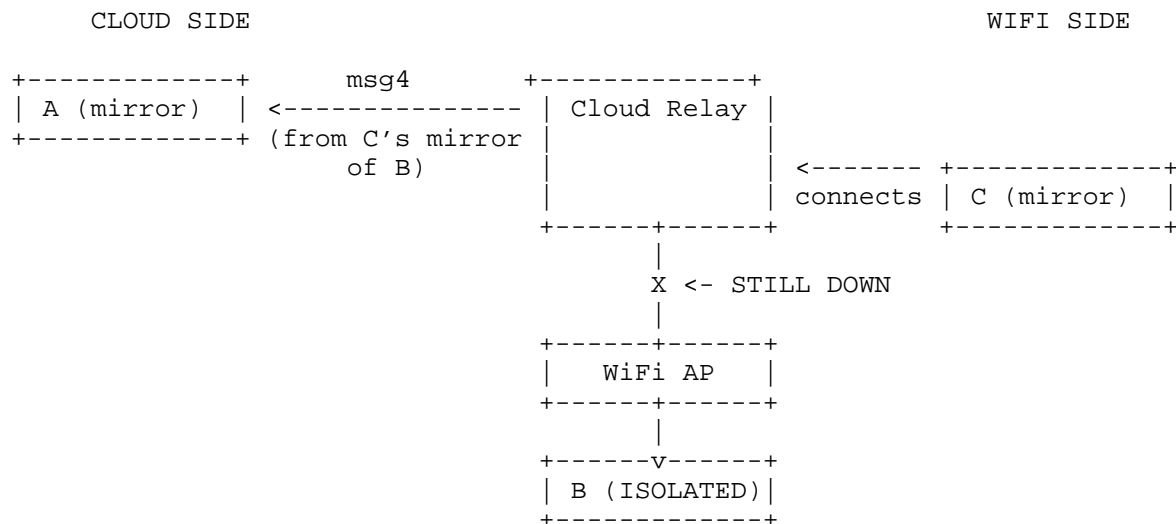 CLOUD SIDE WIFI SIDE
msg4
A (mirror) <--------------- Cloud Relay
(from C's mirror
of B) <-------
connects C (mirror)
X <- STILL DOWN
WiFi AP
v
B (ISOLATED)